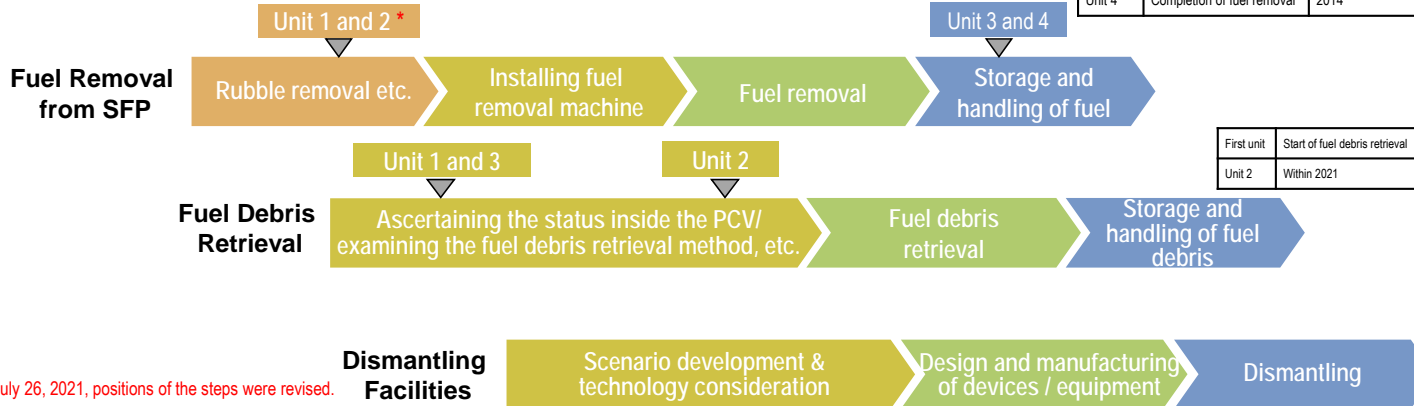 Unit 4 Completion of fuel removal 2014
Unit 1 and 2 *
Unit 3 and 4
Fuel Removal
from SFP
Rubble removal etc.
Installing fuel
removal machine
Fuel removal
Storage and
handling of fuel
First unit Start of fuel debris retrieval
Unit 2 Within 2021
Unit 1 and 3
Unit 2
Fuel Debris
Retrieval
Ascertaining the status inside the PCV/
examining the fuel debris retrieval method, etc.
Fuel debris
retrieval
Storage and
handling of fuel
debris
Dismantling
Facilities
Scenario development &
technology consideration
Design and manufacturing
of devices / equipment
Dismantling
uly 26, 2021, positions of the steps were revised.